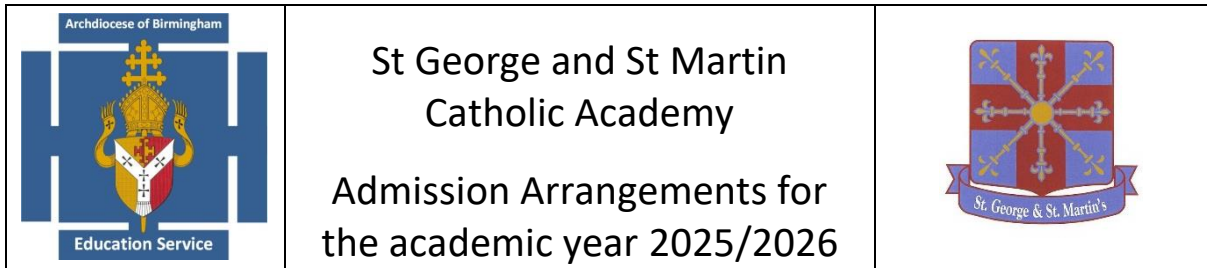 Archdiocese of Birmingham
Education Service
St George and St Martin
Catholic Academy
Admission Arrangements for
the academic year 2025/2026
St. George & St. Martin's